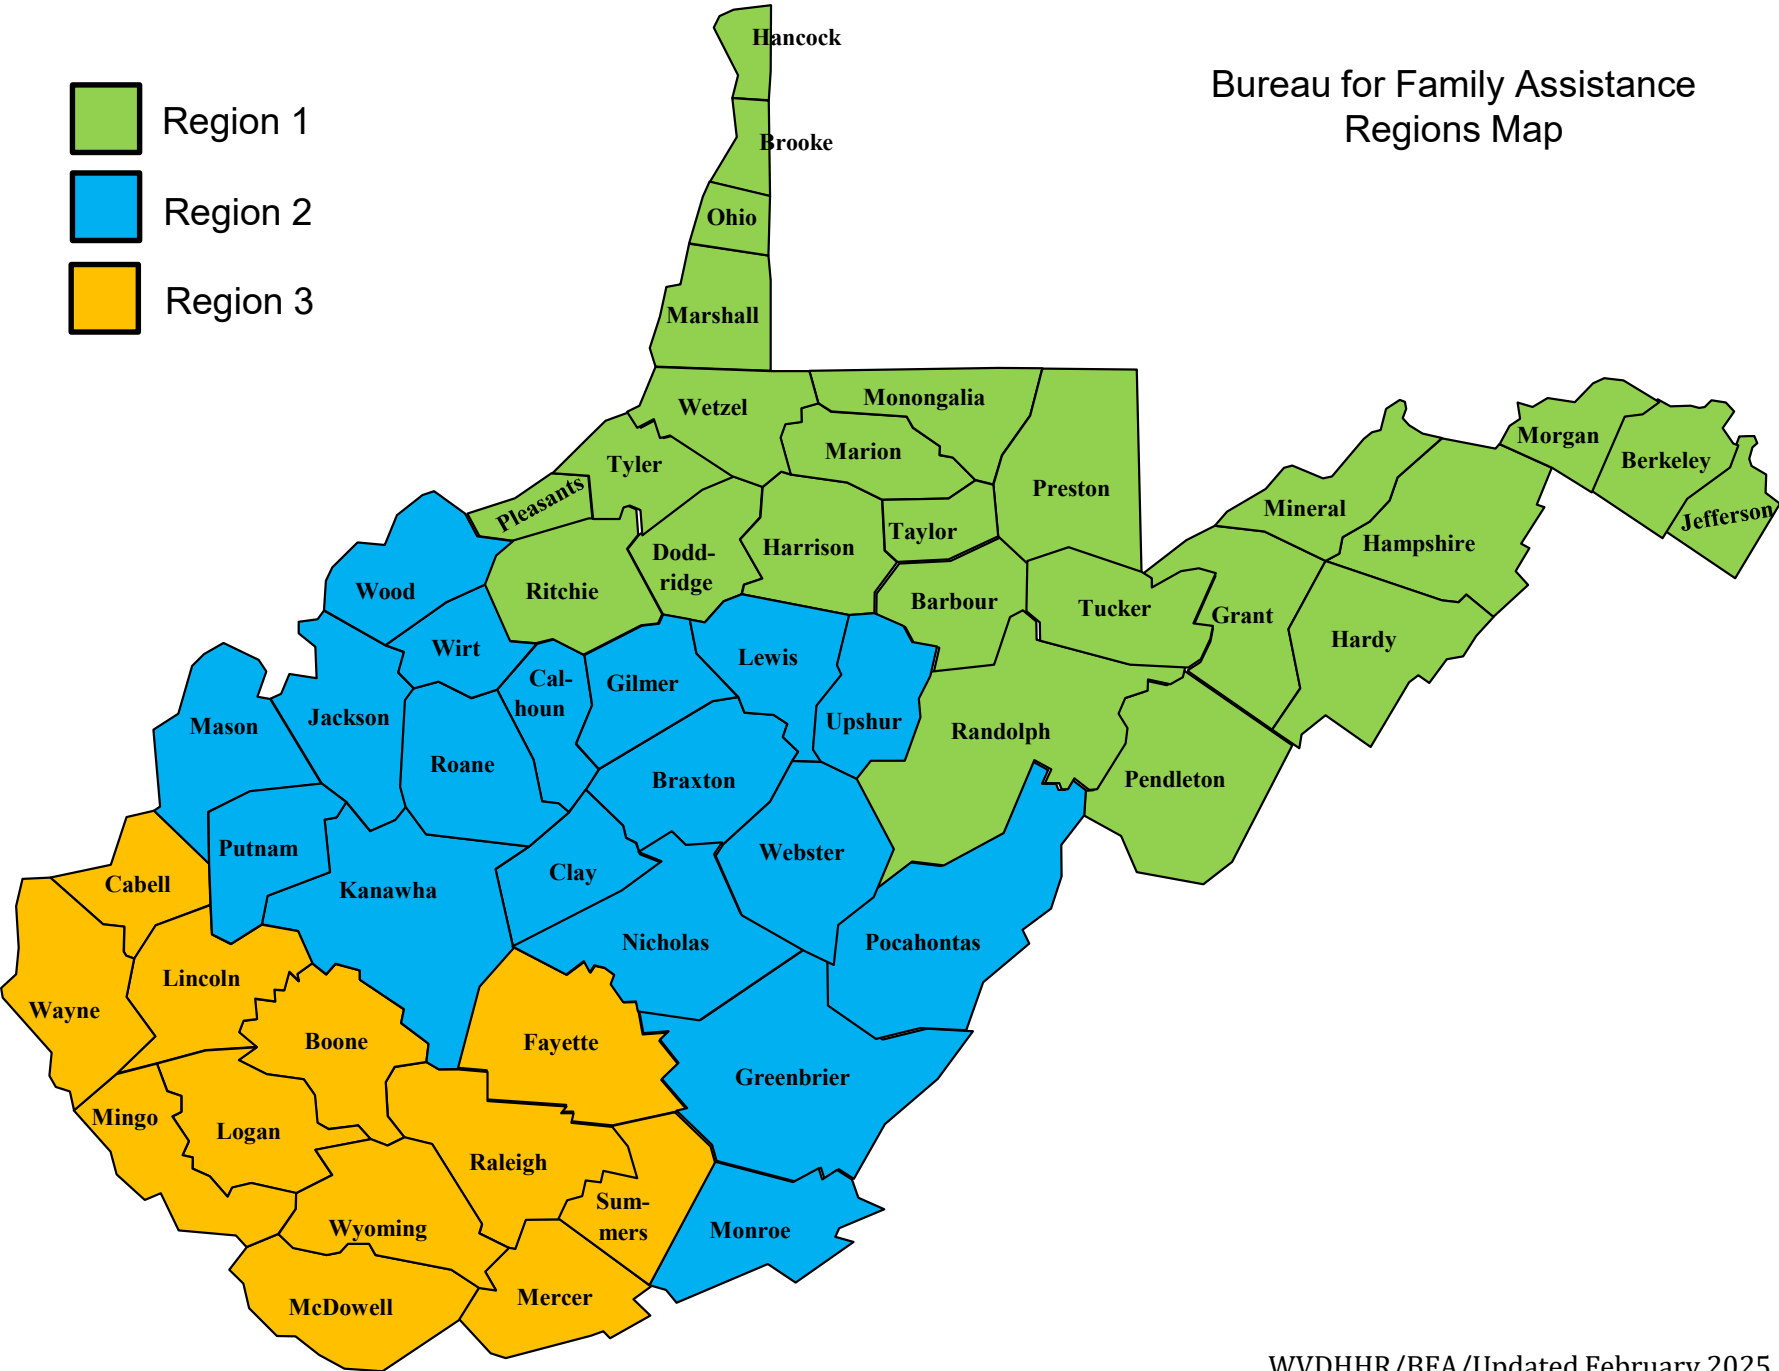 Bureau for Family Assistance
Regions Map
Region 1
Region 2
Region 3
Hancock
Brooke
Ohio
Marshall
Wetzel
Monongalia
Marion
Tyler
Pleasants
Preston
Taylor
Harrison
Dodd-
ridge
Ritchie
Barbour
Tucker
Grant
Mineral
Hampshire
Hardy
Morgan
Berkeley
Jefferson
Wood
Wirt
Lewis
Cal-
houn
Gilmer
Upshur
Randolph
Pendleton
Mason
Jackson
Roane
Braxton
Putnam
Kanawha
Clay
Webster
Nicholas
Pocahontas
Cabell
Lincoln
Wayne
Boone
Fayette
Greenbrier
Mingo
Logan
Raleigh
Sum-
mers
Monroe
Wyoming
Mercer
McDowell
WVDHHR/BFA/Updated February 2025